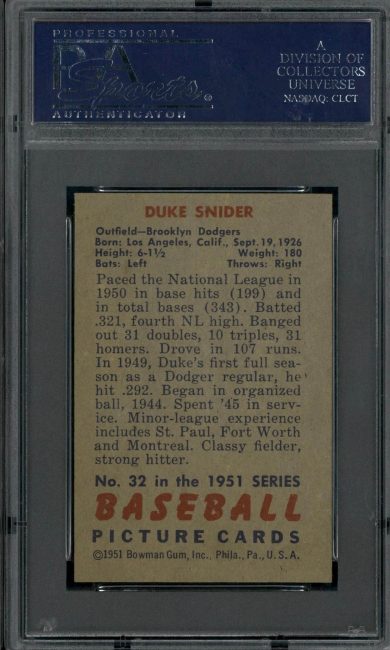 PROFESSIONAL
PSA
Sports®
AUTHENTICATOR
A
DIVISION OF
COLLECTORS
UNIVERSE
NASDAQ: CLCT
DUKE SNIDER
Outfield—Brooklyn Dodgers
Born: Los Angeles, Calif., Sept. 19, 1926
Height: 6-1½ Weight: 180
Bats: Left Throws: Right
Paced the National League in
1950 in base hits (199) and
in total bases (343). Batted
.321, fourth NL high. Banged
out 31 doubles, 10 triples, 31
homers. Drove in 107 runs.
In 1949, Duke's first full sea-
son as a Dodger regular, he
hit .292. Began in organized
ball, 1944. Spent '45 in serv-
ice. Minor-league experience
includes St. Paul, Fort Worth
and Montreal. Classy fielder,
strong hitter.
No. 32 in the 1951 SERIES
BASEBALL
PICTURE CARDS
©1951 Bowman Gum, Inc., Phila., Pa., U.S.A.